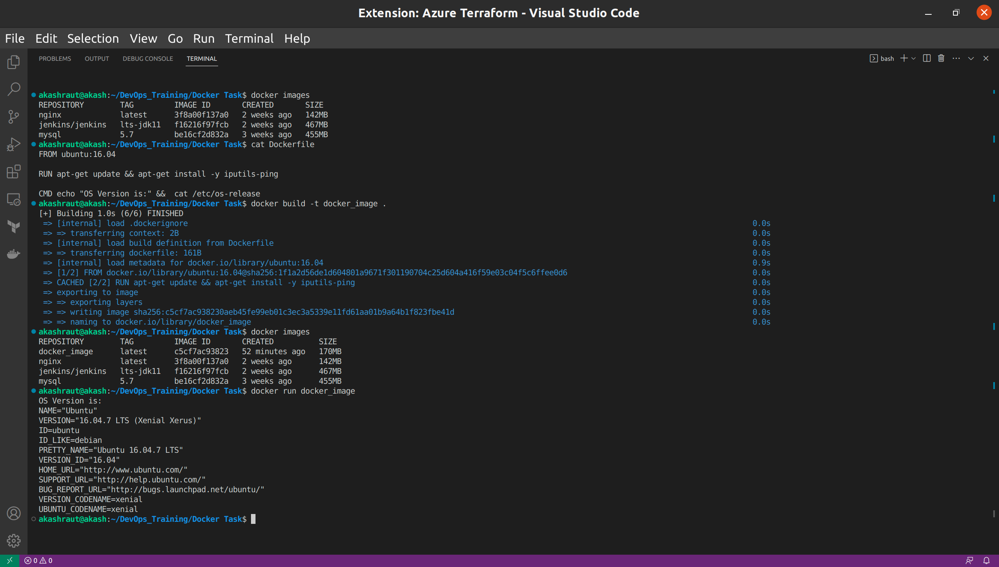 Extension: Azure Terraform - Visual Studio Code
File Edit Selection View Go Run Terminal Help
PROBLEMS OUTPUT DEBUG CONSOLE TERMINAL bash
akashraut@akash:~/DevOps_Training/Docker Task$ docker images
REPOSITORY        TAG         IMAGE ID       CREATED       SIZE
nginx             latest      3f8a00f137a0   2 weeks ago   142MB
jenkins/jenkins   lts-jdk11   f16216f97fcb   2 weeks ago   467MB
mysql             5.7         be16cf2d832a   3 weeks ago   455MB
akashraut@akash:~/DevOps_Training/Docker Task$ cat Dockerfile
FROM ubuntu:16.04
RUN apt-get update && apt-get install -y iputils-ping
CMD echo "OS Version is:" &&  cat /etc/os-release
akashraut@akash:~/DevOps_Training/Docker Task$ docker build -t docker_image .
[+] Building 1.0s (6/6) FINISHED
=> [internal] load .dockerignore 0.0s
=> => transferring context: 2B 0.0s
=> [internal] load build definition from Dockerfile 0.0s
=> => transferring dockerfile: 161B 0.0s
=> [internal] load metadata for docker.io/library/ubuntu:16.04 0.9s
=> [1/2] FROM docker.io/library/ubuntu:16.04@sha256:1f1a2d56de1d604801a9671f301190704c25d604a416f59e03c04f5c6ffee0d6 0.0s
=> CACHED [2/2] RUN apt-get update && apt-get install -y iputils-ping 0.0s
=> exporting to image 0.0s
=> => exporting layers 0.0s
=> => writing image sha256:c5cf7ac938230aeb45fe99eb01c3ec3a5339e11fd61aa01b9a64b1f823fbe41d 0.0s
=> => naming to docker.io/library/docker_image 0.0s
akashraut@akash:~/DevOps_Training/Docker Task$ docker images
REPOSITORY        TAG         IMAGE ID       CREATED          SIZE
docker_image      latest      c5cf7ac93823   52 minutes ago   170MB
nginx             latest      3f8a00f137a0   2 weeks ago      142MB
jenkins/jenkins   lts-jdk11   f16216f97fcb   2 weeks ago      467MB
mysql             5.7         be16cf2d832a   3 weeks ago      455MB
akashraut@akash:~/DevOps_Training/Docker Task$ docker run docker_image
OS Version is:
NAME="Ubuntu"
VERSION="16.04.7 LTS (Xenial Xerus)"
ID=ubuntu
ID_LIKE=debian
PRETTY_NAME="Ubuntu 16.04.7 LTS"
VERSION_ID="16.04"
HOME_URL="http://www.ubuntu.com/"
SUPPORT_URL="http://help.ubuntu.com/"
BUG_REPORT_URL="http://bugs.launchpad.net/ubuntu/"
VERSION_CODENAME=xenial
UBUNTU_CODENAME=xenial
akashraut@akash:~/DevOps_Training/Docker Task$
0 0